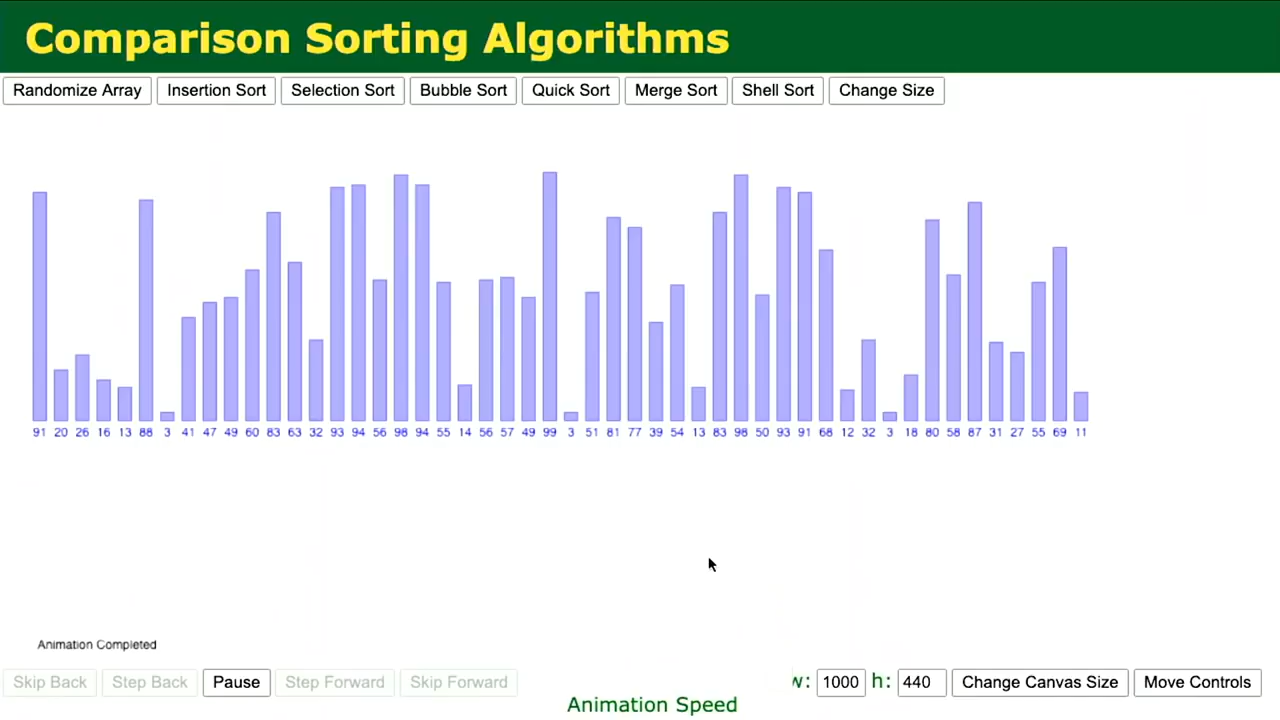 Comparison Sorting Algorithms
Randomize Array Insertion Sort Selection Sort Bubble Sort Quick Sort Merge Sort Shell Sort Change Size
91 20 26 16 13 88 3 41 47 49 60 83 63 32 93 94 56 98 94 55 14 56 57 49 99 3 51 81 77 39 54 13 83 98 50 93 91 68 12 32 3 18 80 58 87 31 27 55 69 11
Animation Completed
Skip Back Step Back Pause Step Forward Skip Forward w: 1000 h: 440 Change Canvas Size Move Controls
Animation Speed